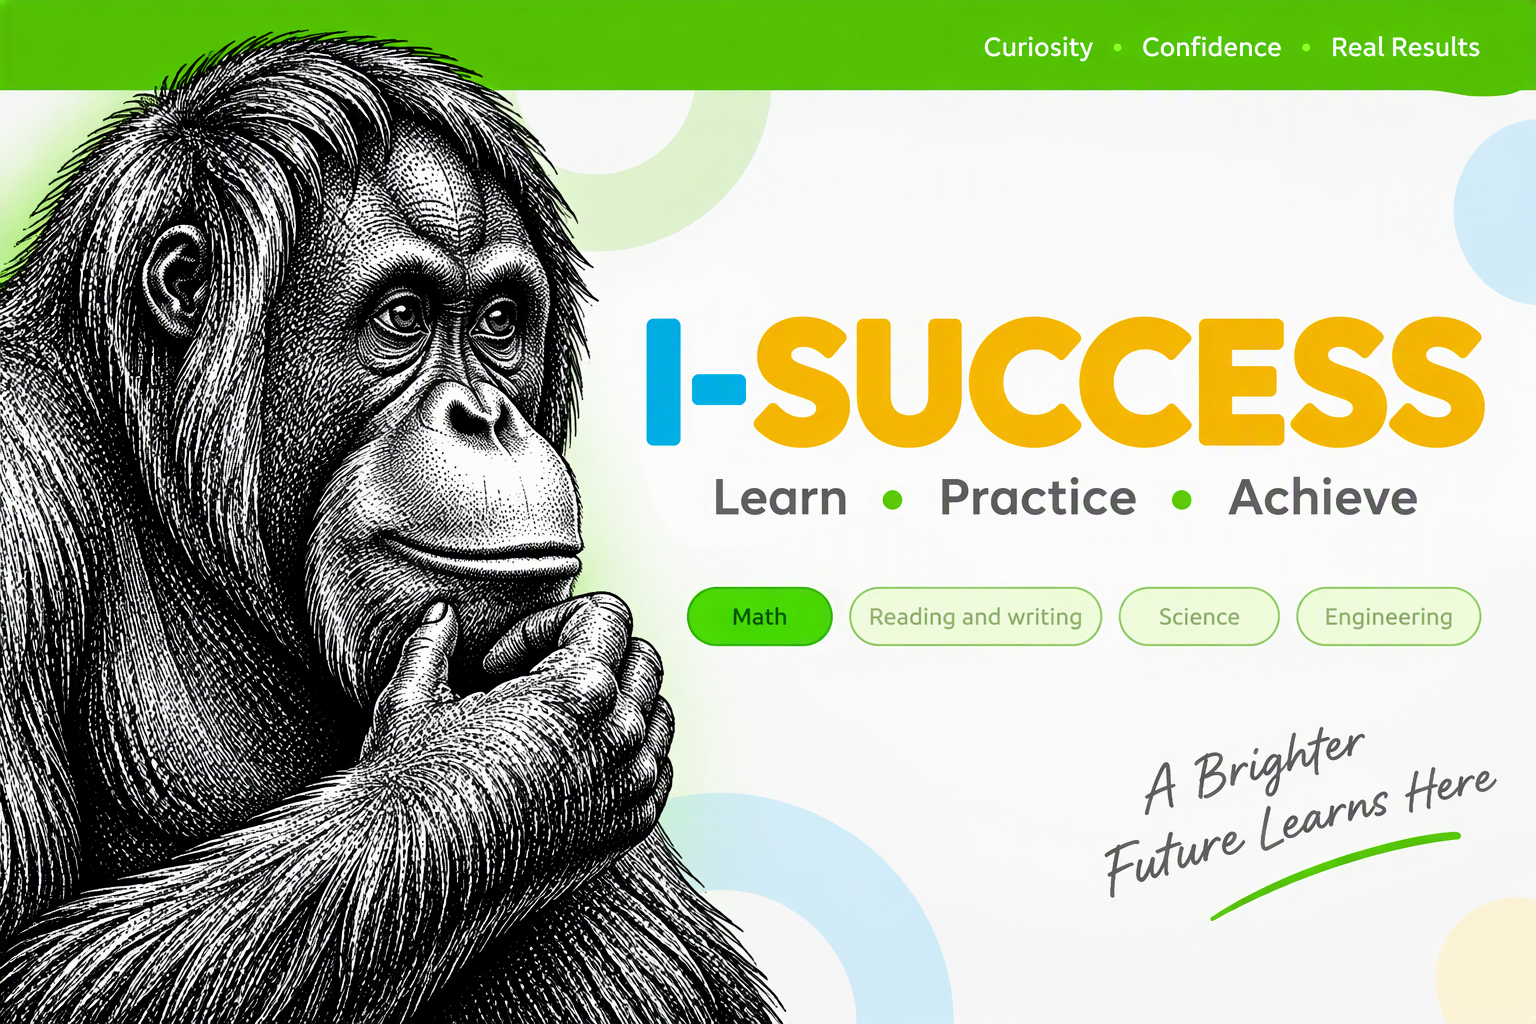 Curiosity • Confidence • Real Results
I-SUCCESS
Learn • Practice • Achieve
Math Reading and writing Science Engineering
A Brighter
Future Learns Here